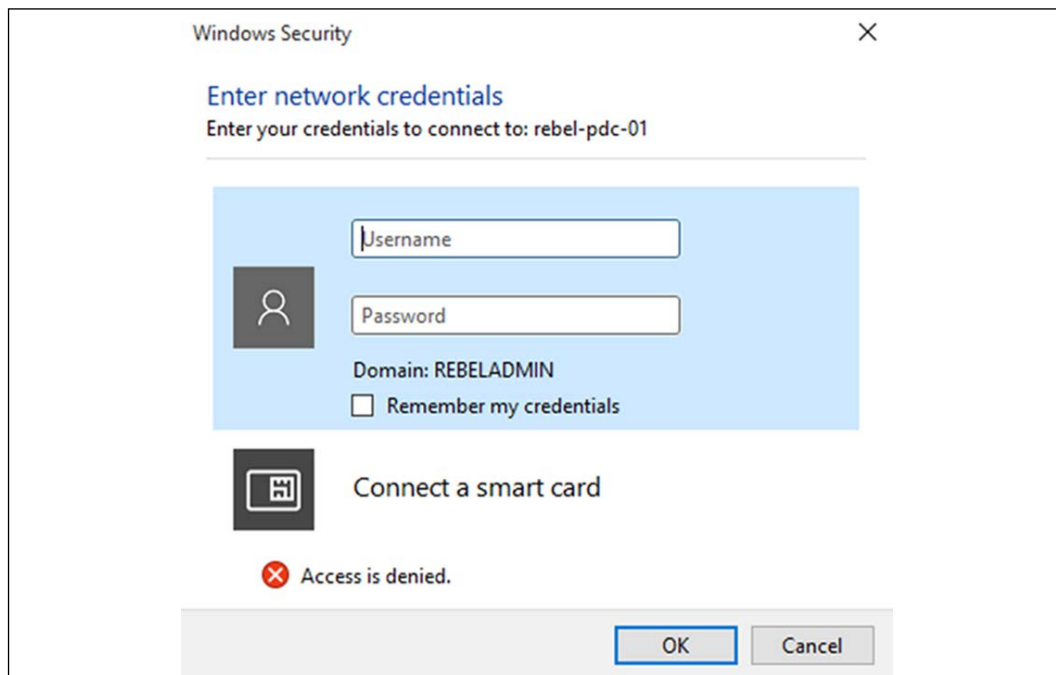 Windows Security
Enter network credentials
Enter your credentials to connect to: rebel-pdc-01
Username
Password
Domain: REBELADMIN
Remember my credentials
Connect a smart card
Access is denied.
OK Cancel